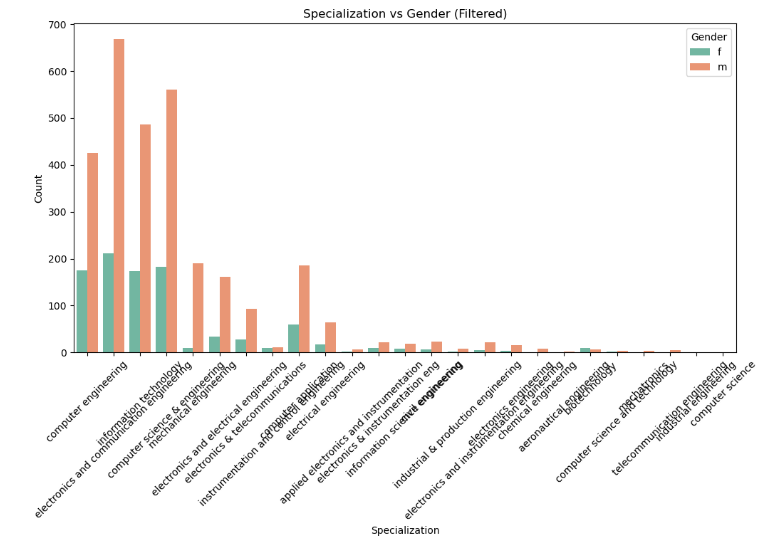 Specialization vs Gender (Filtered)
Gender
f
m
700
600
500
400
300
200
100
0
Count
computer engineering
electronics and communication engineering
information technology
computer science & engineering
mechanical engineering
electronics and electrical engineering
electronics & telecommunications
instrumentation and control engineering
computer application
electrical engineering
applied electronics and instrumentation
electronics & instrumentation eng
information science engineering
civil engineering
industrial & production engineering
electronics and instrumentation engineering
electronics engineering
chemical engineering
aeronautical engineering
biotechnology
computer science and technology
mechatronics
telecommunication engineering
industrial engineering
computer science
Specialization